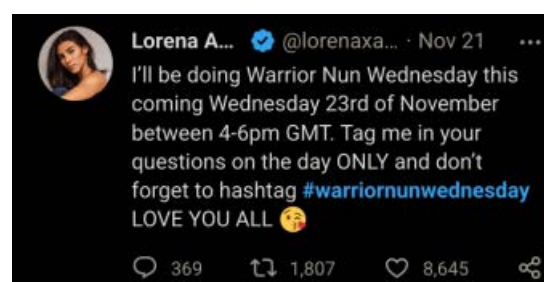 Lorena A... @lorenaxa... · Nov 21 ...
I'll be doing Warrior Nun Wednesday this
coming Wednesday 23rd of November
between 4-6pm GMT. Tag me in your
questions on the day ONLY and don't
forget to hashtag #warriornunwednesday
LOVE YOU ALL 😘
369 1,807 8,645